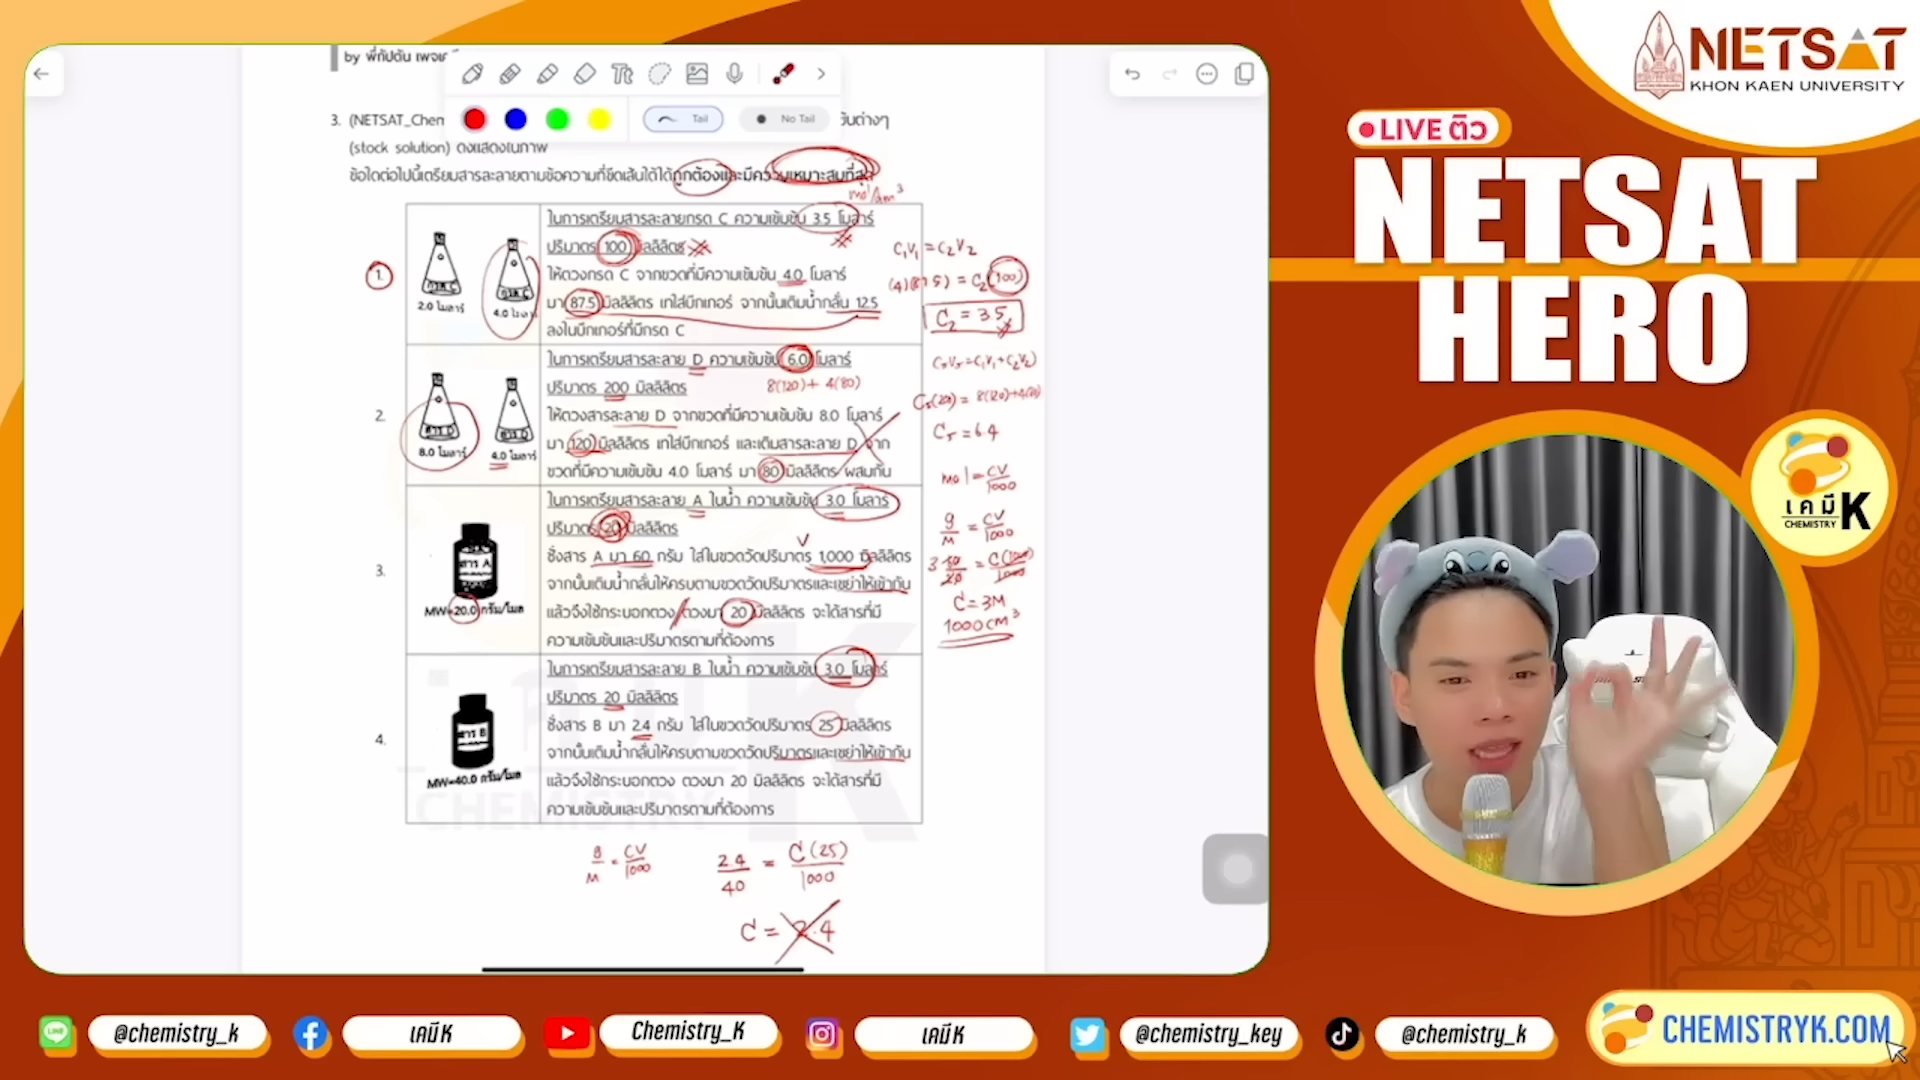 by พี่กัปตัน
Tail
No Tail
3. (NETSAT_Chem
(stock solution) ดังแสดงในภาพ
ข้อใดต่อไปนี้เตรียมสารละลายตามข้อความที่ขีดเส้นใต้ได้ถูกต้องและมีความเหมาะสมที่สุด
mol/dm³
1.
2.0 โมลาร์
4.0
ในการเตรียมสารละลายกรด C ความเข้มข้น 3.5 โมลาร์
ปริมาตร 100 มิลลิลิตร
ให้ตวงกรด C จากขวดที่มีความเข้มข้น 4.0 โมลาร์
มา 87.5 มิลลิลิตร เทใส่บีกเกอร์ จากนั้นเติมน้ำกลั่น 12.5
ลงในบีกเกอร์ที่มีกรด C
C₁V₁ = C₂V₂
(4)(87.5) = C₂(100)
C₂ = 3.5
2.
สาร D
สาร D
8.0 โมลาร์
4.0 โมลาร์
ในการเตรียมสารละลาย D ความเข้มข้น 6.0 โมลาร์
ปริมาตร 200 มิลลิลิตร
8(120) + 4(80)
ให้ตวงสารละลาย D จากขวดที่มีความเข้มข้น 8.0 โมลาร์
มา 120 มิลลิลิตร เทใส่บีกเกอร์ และเติมสารละลาย D จาก
ขวดที่มีความเข้มข้น 4.0 โมลาร์ มา 80 มิลลิลิตร ผสมกัน
= C₁V₁+C₂V₂
= 8(120)+4(80)
= 6.4
3.
สาร A
MW=20.0 กรัม/โมล
ในการเตรียมสารละลาย A ในน้ำ ความเข้มข้น 3.0 โมลาร์
ปริมาตร 20 มิลลิลิตร
ชั่งสาร A มา 60 กรัม ใส่ในขวดวัดปริมาตร 1,000 มิลลิลิตร
V
จากนั้นเติมน้ำกลั่นให้ครบตามขวดวัดปริมาตรและเขย่าให้เข้ากัน
แล้วจึงใช้กระบอกตวง ตวงมา 20 มิลลิลิตร จะได้สารที่มี
ความเข้มข้นและปริมาตรตามที่ต้องการ
mol = CV/1000
g/M = CV/1000
C = 3M
1000 cm³
4.
สาร B
MW=40.0 กรัม/โมล
ในการเตรียมสารละลาย B ในน้ำ ความเข้มข้น 3.0 โมลาร์
ปริมาตร 20 มิลลิลิตร
ชั่งสาร B มา 2.4 กรัม ใส่ในขวดวัดปริมาตร 25 มิลลิลิตร
จากนั้นเติมน้ำกลั่นให้ครบตามขวดวัดปริมาตรและเขย่าให้เข้ากัน
แล้วจึงใช้กระบอกตวง ตวงมา 20 มิลลิลิตร จะได้สารที่มี
ความเข้มข้นและปริมาตรตามที่ต้องการ
CHEMISTRY K
g/M = CV/1000
2.4/40 = C(25)/1000
C = 2.4
NETSAT
KHON KAEN UNIVERSITY
LIVE ติว
NETSAT
HERO
เคมี K
CHEMISTRY
@chemistry_k
เคมี K
Chemistry_K
เคมี K
@chemistry_key
@chemistry_k
CHEMISTRYK.COM